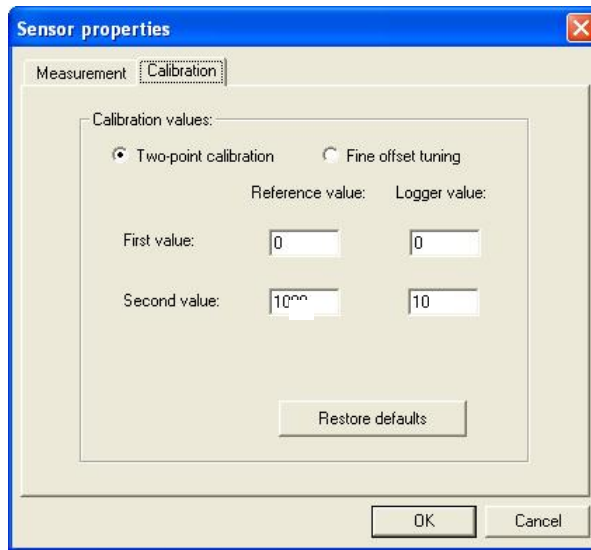 Sensor properties
Measurement Calibration
Calibration values:
Two-point calibration Fine offset tuning
Reference value: Logger value:
First value: 0 0
Second value: 10
Restore defaults
OK Cancel